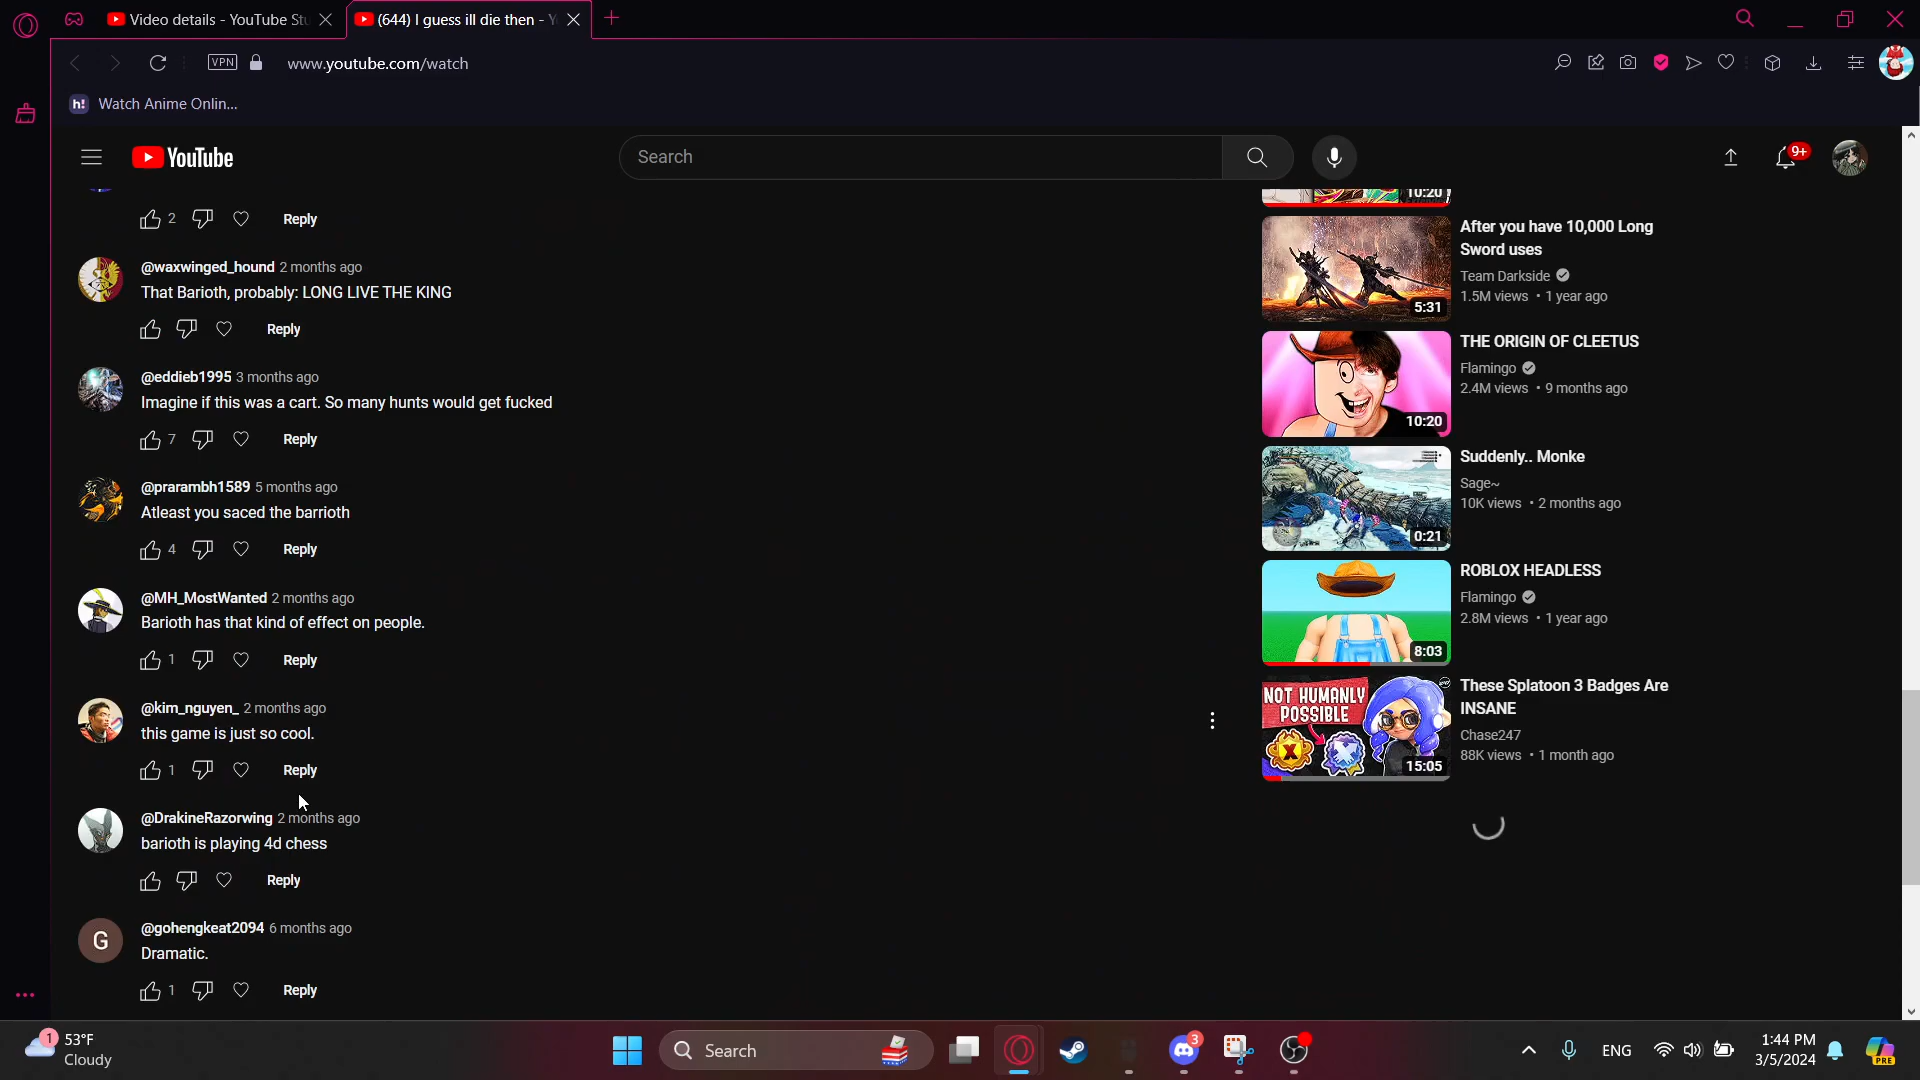 Video details - YouTube Stu
(644) I guess ill die then - Y
VPN
www.youtube.com/watch
h!
Watch Anime Onlin...
YouTube
Search
9+
2
Reply
@waxwinged_hound 2 months ago
That Barioth, probably: LONG LIVE THE KING
Reply
@eddieb1995 3 months ago
Imagine if this was a cart. So many hunts would get fucked
7
Reply
@prarambh1589 5 months ago
Atleast you saced the barrioth
4
Reply
@MH_MostWanted 2 months ago
Barioth has that kind of effect on people.
1
Reply
@kim_nguyen_ 2 months ago
this game is just so cool.
1
Reply
@DrakineRazorwing 2 months ago
barioth is playing 4d chess
Reply
G
@gohengkeat2094 6 months ago
Dramatic.
1
Reply
10:20
After you have 10,000 Long
Sword uses
Team Darkside
1.5M views • 1 year ago
5:31
THE ORIGIN OF CLEETUS
Flamingo
2.4M views • 9 months ago
10:20
Suddenly.. Monke
Sage~
10K views • 2 months ago
0:21
ROBLOX HEADLESS
Flamingo
2.8M views • 1 year ago
8:03
NOT HUMANLY
POSSIBLE
X
15:05
These Splatoon 3 Badges Are
INSANE
Chase247
88K views • 1 month ago
1
53°F
Cloudy
Search
3
ENG
1:44 PM
3/5/2024
PRE